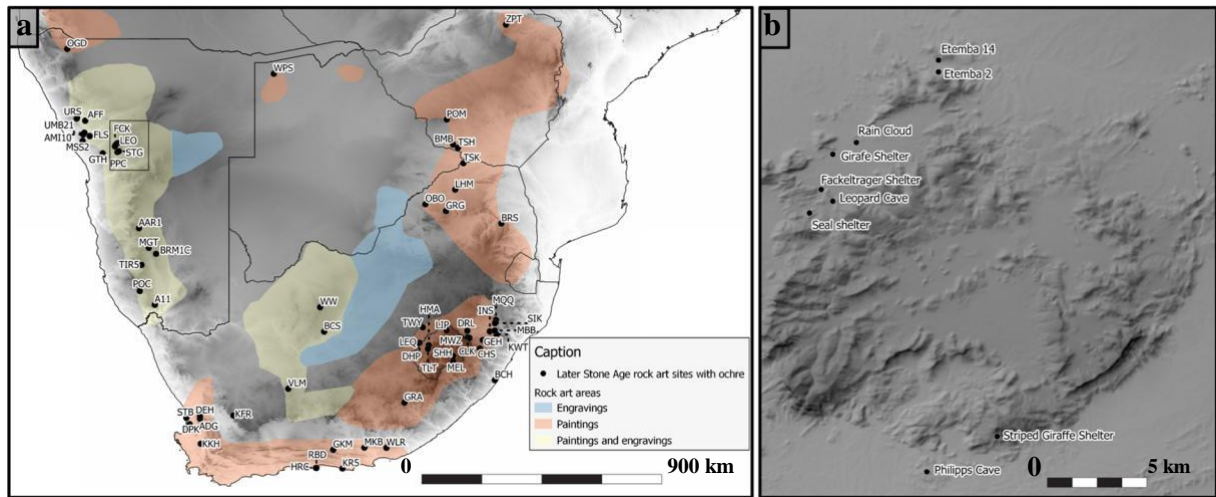 a
ZPT
OGD
WPS
URS
AFF
UMB21
FLS
AMI10
MSS2
GTH
FCK
LEO
STG
PPC
POM
BMB
TSH
TSK
LHM
OBO
GRG
BRS
AAR1
MGT
BRM1C
TIR5
POC
A11
WW
BCS
VLM
HMA
TWY
LJP
DRL
INS
MQQ
SIK
MBB
KWT
GEH
LEQ
DHP
SHH
MWZ
CLK
CHS
TLT
MEL
BCH
GRA
STB
DEH
DPK
ADG
KFR
KKH
GKM
MKB
WLR
RBD
HRC
KRS
0
900 km
Caption
Later Stone Age rock art sites with ochre
Rock art areas
Engravings
Paintings
Paintings and engravings
b
Etemba 14
Etemba 2
Rain Cloud
Girafe Shelter
Fackeltrager Shelter
Leopard Cave
Seal shelter
Striped Giraffe Shelter
Philipps Cave
0
5 km